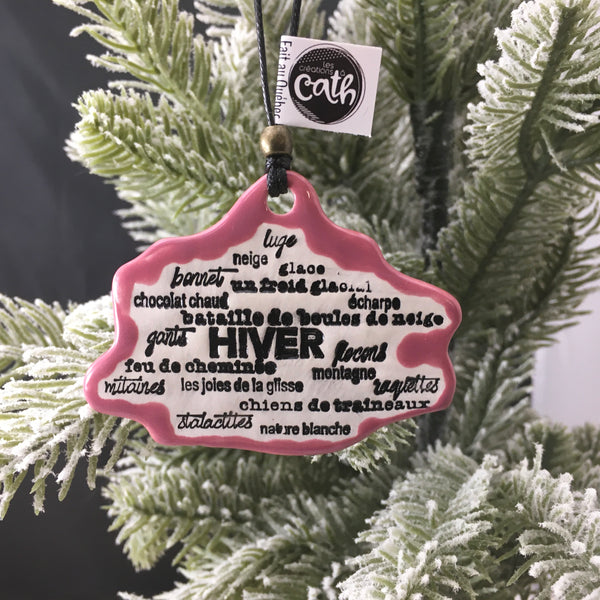 Fait au Québec
les
créations à
cath
luge
neige glace
bonnet un froid glacial
chocolat chaud écharpe
bataille de boules de neige
gants HIVER flocons
feu de cheminée montagne
mitaines les joies de la glisse raquettes
chiens de traineaux
stalactites nature blanche